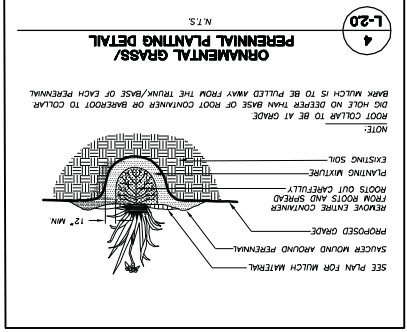 SEE PLAN FOR MULCH MATERIAL
SAUCER MOUND AROUND PERENNIAL
PROPOSED GRADE
REMOVE ENTIRE CONTAINER
FROM ROOTS AND SPREAD
ROOTS OUT CAREFULLY
PLANTING MIXTURE
EXISTING SOIL
12" MIN.
NOTE:
ROOT COLLAR TO BE AT GRADE.
DIG HOLE NO DEEPER THAN BASE OF ROOT CONTAINER OR BAREROOT TO COLLAR.
BARK MULCH IS TO BE PULLED AWAY FROM THE TRUNK/BASE OF EACH PERENNIAL
4
L-2.0
ORNAMENTAL GRASS/
PERENNIAL PLANTING DETAIL
N.T.S.